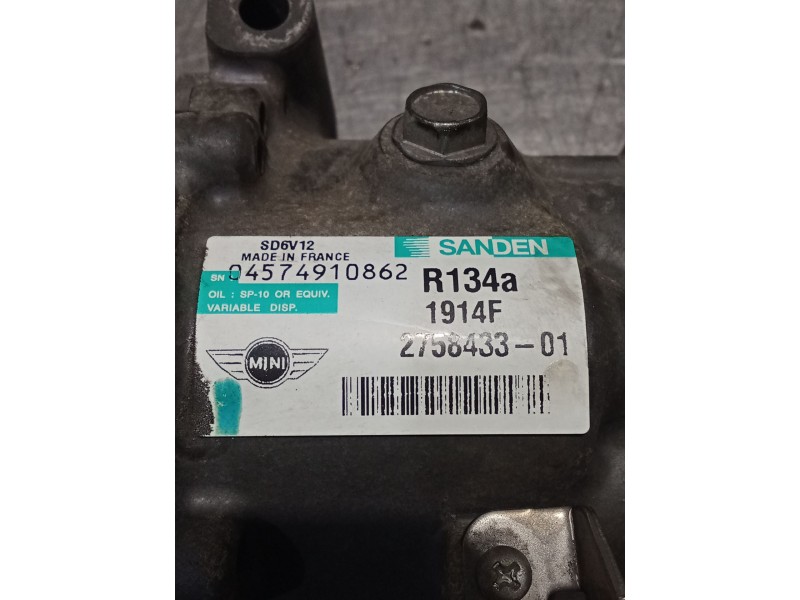 SD6V12
MADE IN FRANCE
SANDEN
SN 04574910862
R134a
OIL : SP-10 OR EQUIV.
VARIABLE DISP.
1914F
2758433-01
MINI